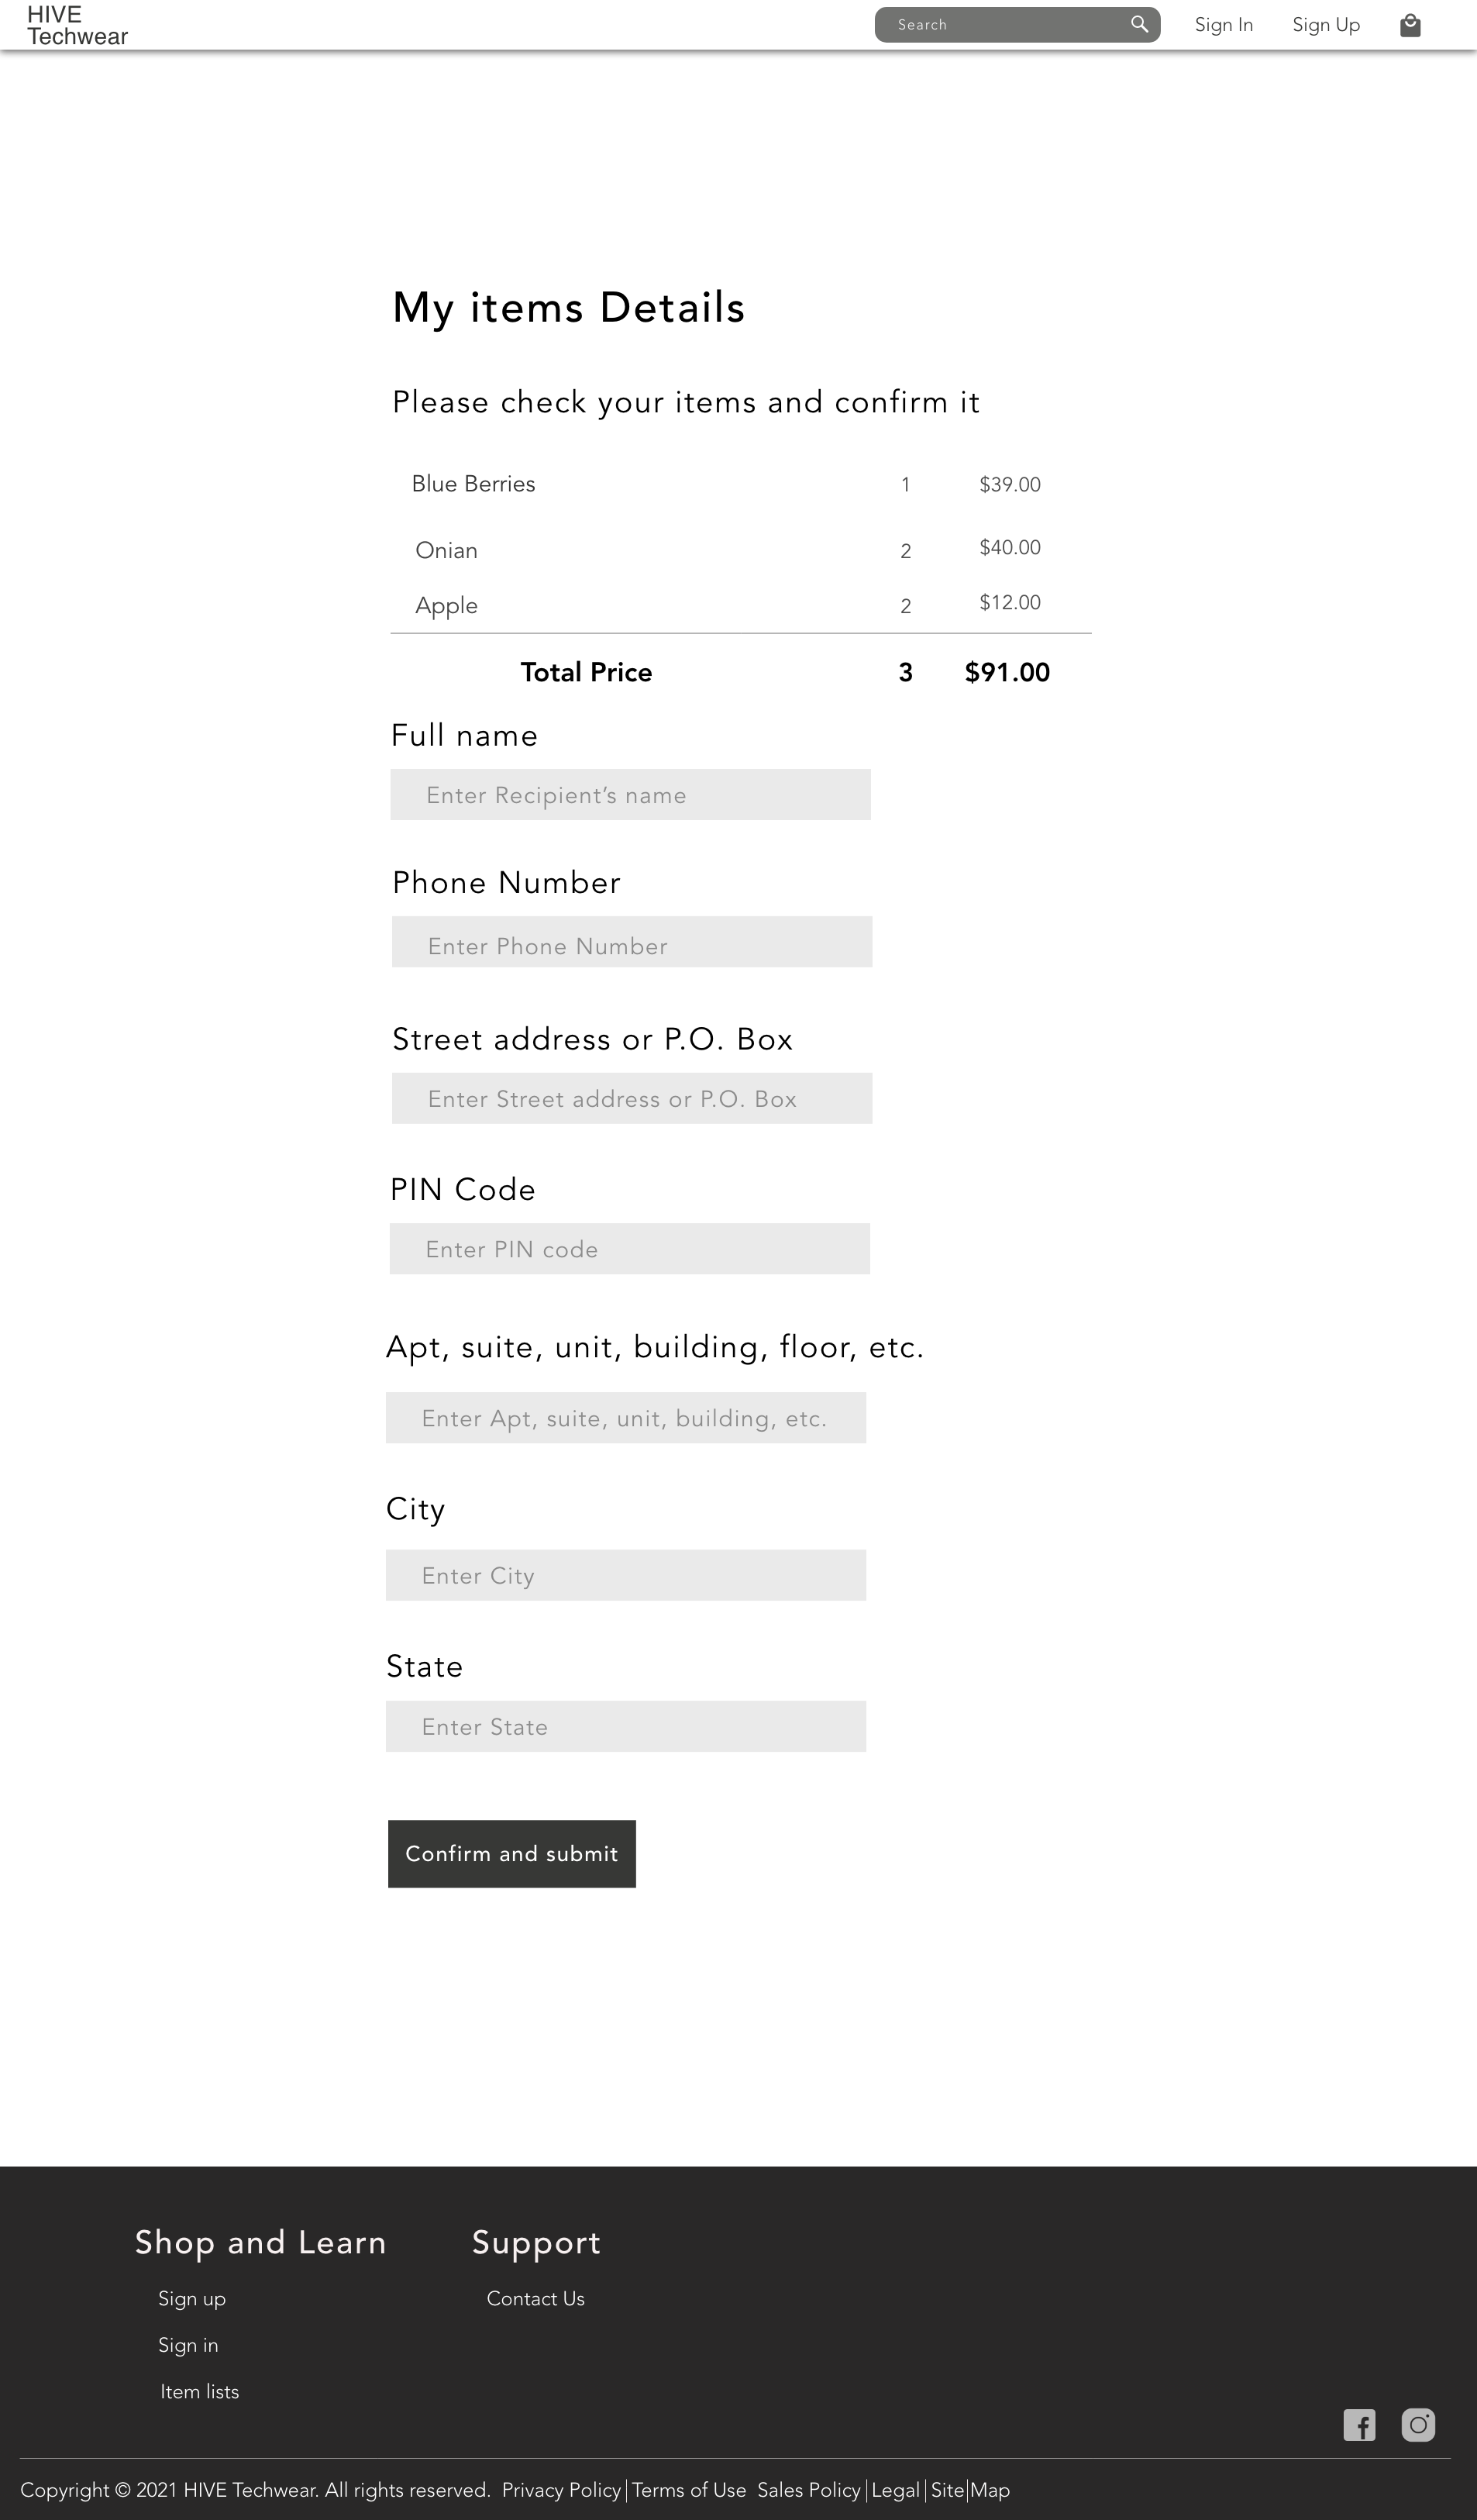 HIVE
Techwear
Search
Sign In
Sign Up
My items Details
Please check your items and confirm it
Blue Berries 1 $39.00
Onian 2 $40.00
Apple 2 $12.00
Total Price 3 $91.00
Full name
Enter Recipient’s name
Phone Number
Enter Phone Number
Street address or P.O. Box
Enter Street address or P.O. Box
PIN Code
Enter PIN code
Apt, suite, unit, building, floor, etc.
Enter Apt, suite, unit, building, etc.
City
Enter City
State
Enter State
Confirm and submit
Shop and Learn
Sign up
Sign in
Item lists
Support
Contact Us
Copyright © 2021 HIVE Techwear. All rights reserved. Privacy Policy | Terms of Use Sales Policy | Legal | Site|Map